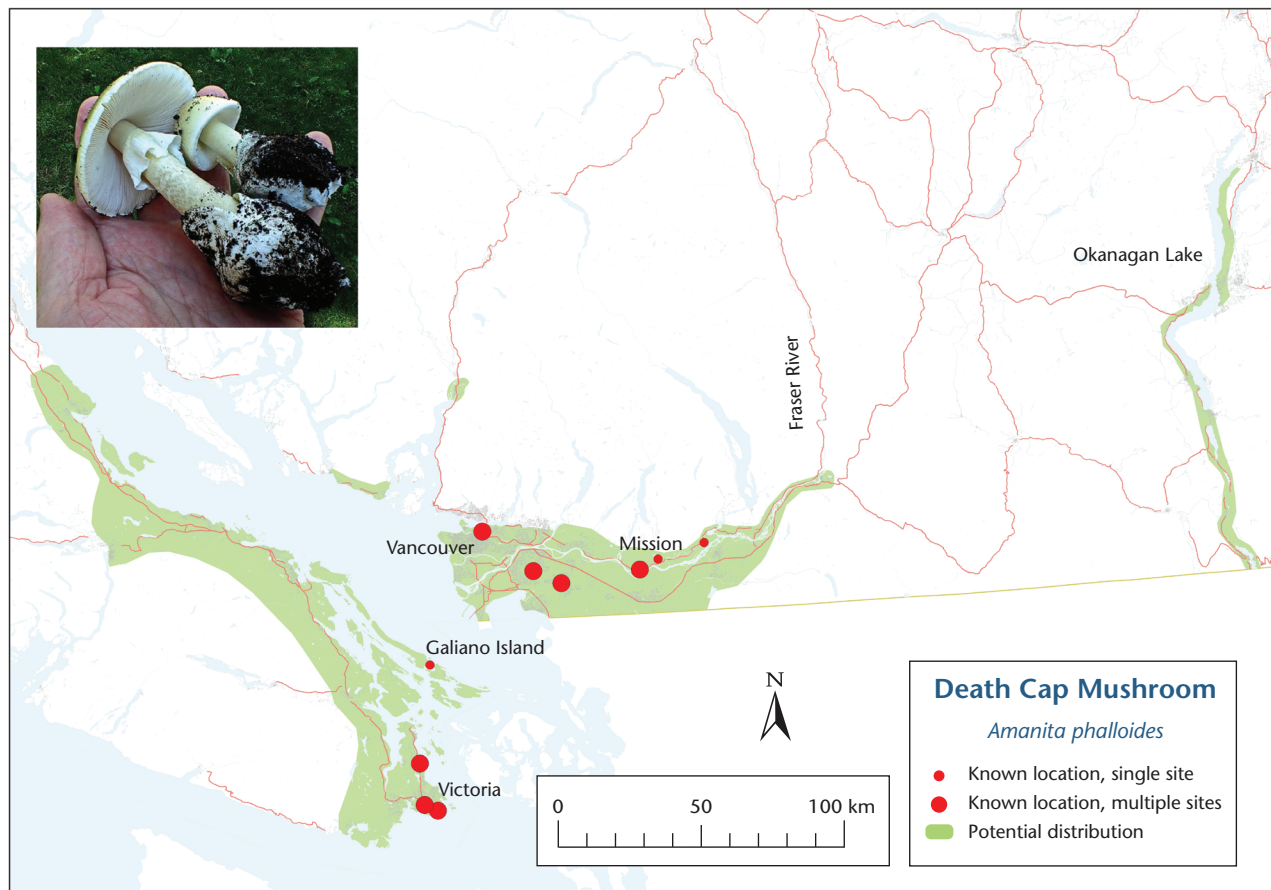 Okanagan Lake
Fraser River
Vancouver
Mission
Galiano Island
Victoria
N
0 50 100 km
Death Cap Mushroom
Amanita phalloides
Known location, single site
Known location, multiple sites
Potential distribution